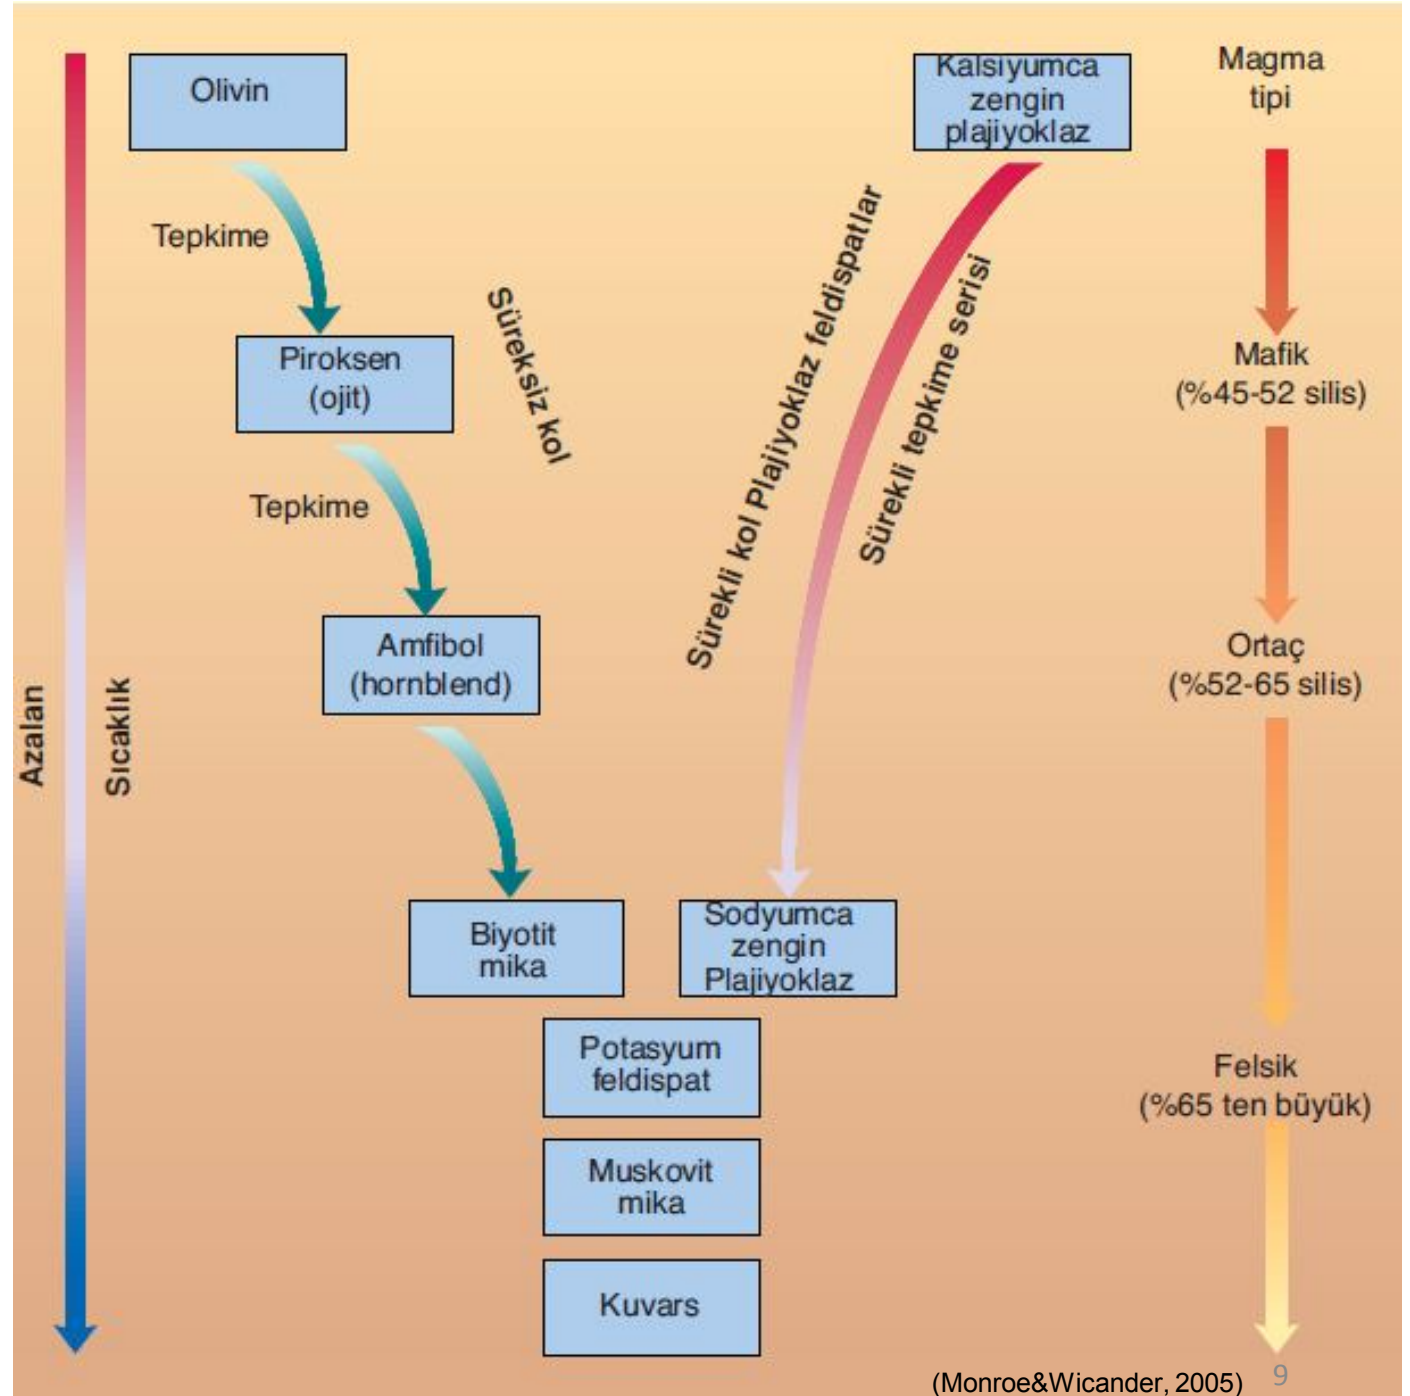 Olivin
Kalsiyumca
zengin
plajiyoklaz
Magma
tipi
Tepkime
Süreksiz kol
Sürekli kol Plajiyoklaz feldispatlar
Sürekli tepkime serisi
Piroksen
(ojit)
Mafik
(%45-52 silis)
Tepkime
Amfibol
(hornblend)
Ortaç
(%52-65 silis)
Azalan
Sıcaklık
Biyotit
mika
Sodyumca
zengin
Plajiyoklaz
Potasyum
feldispat
Felsik
(%65 ten büyük)
Muskovit
mika
Kuvars
(Monroe&Wicander, 2005)
9